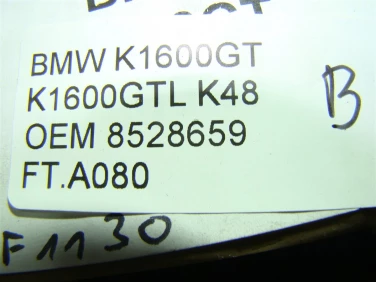 BMW K1600GT
K1600GTL K48
B
OEM 8528659
FT.A080
F1130